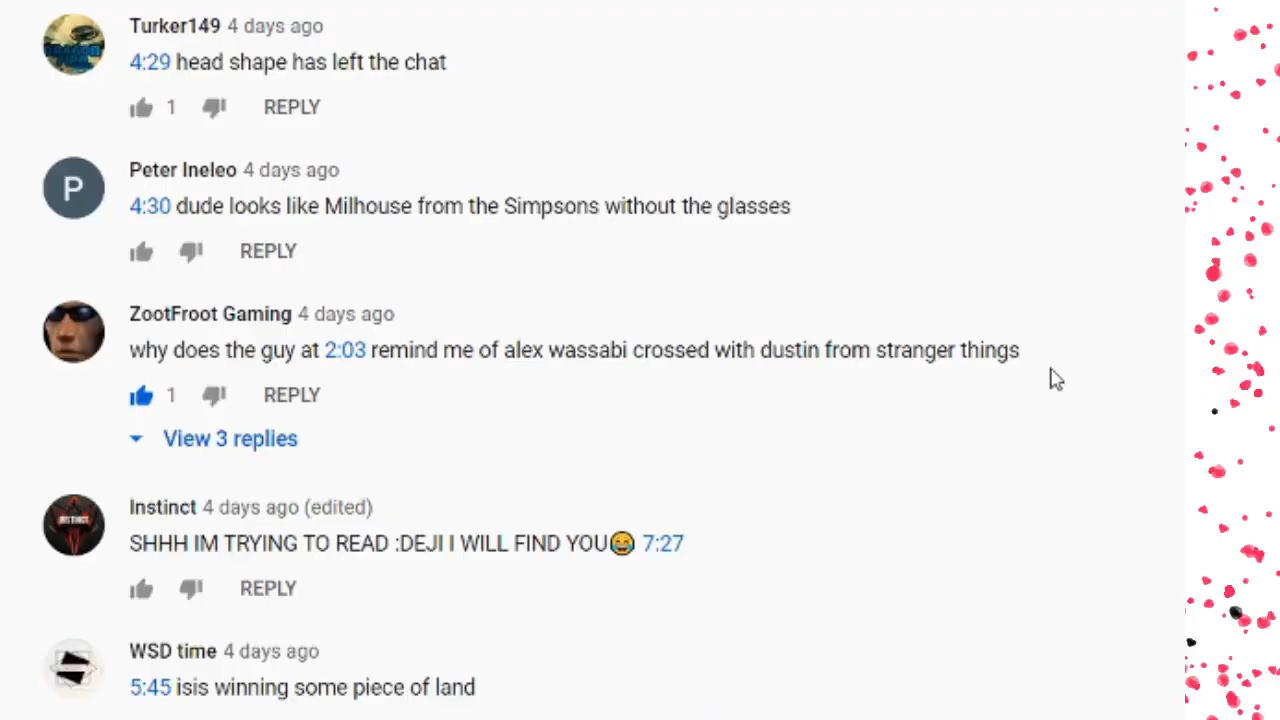 Turker149 4 days ago
4:29 head shape has left the chat
1 REPLY
P
Peter Ineleo 4 days ago
4:30 dude looks like Milhouse from the Simpsons without the glasses
REPLY
ZootFroot Gaming 4 days ago
why does the guy at 2:03 remind me of alex wassabi crossed with dustin from stranger things
1 REPLY
View 3 replies
INSTINCT
Instinct 4 days ago (edited)
SHHH IM TRYING TO READ :DEJI I WILL FIND YOU😂 7:27
REPLY
WSD time 4 days ago
5:45 isis winning some piece of land